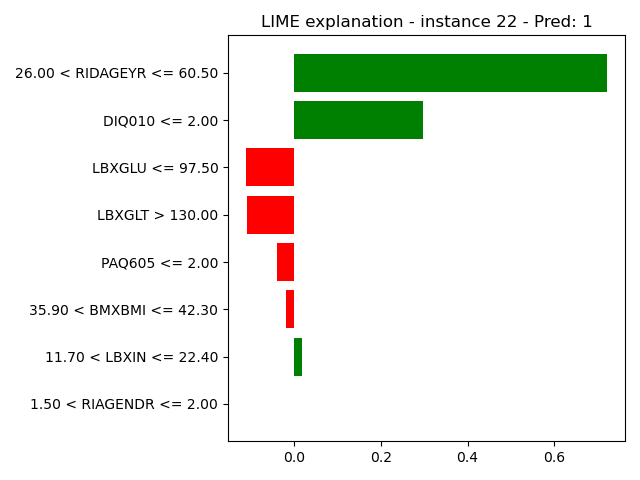 LIME explanation - instance 22 - Pred: 1
26.00 < RIDAGEYR <= 60.50
DIQ010 <= 2.00
LBXGLU <= 97.50
LBXGLT > 130.00
PAQ605 <= 2.00
35.90 < BMXBMI <= 42.30
11.70 < LBXIN <= 22.40
1.50 < RIAGENDR <= 2.00
0.0 0.2 0.4 0.6